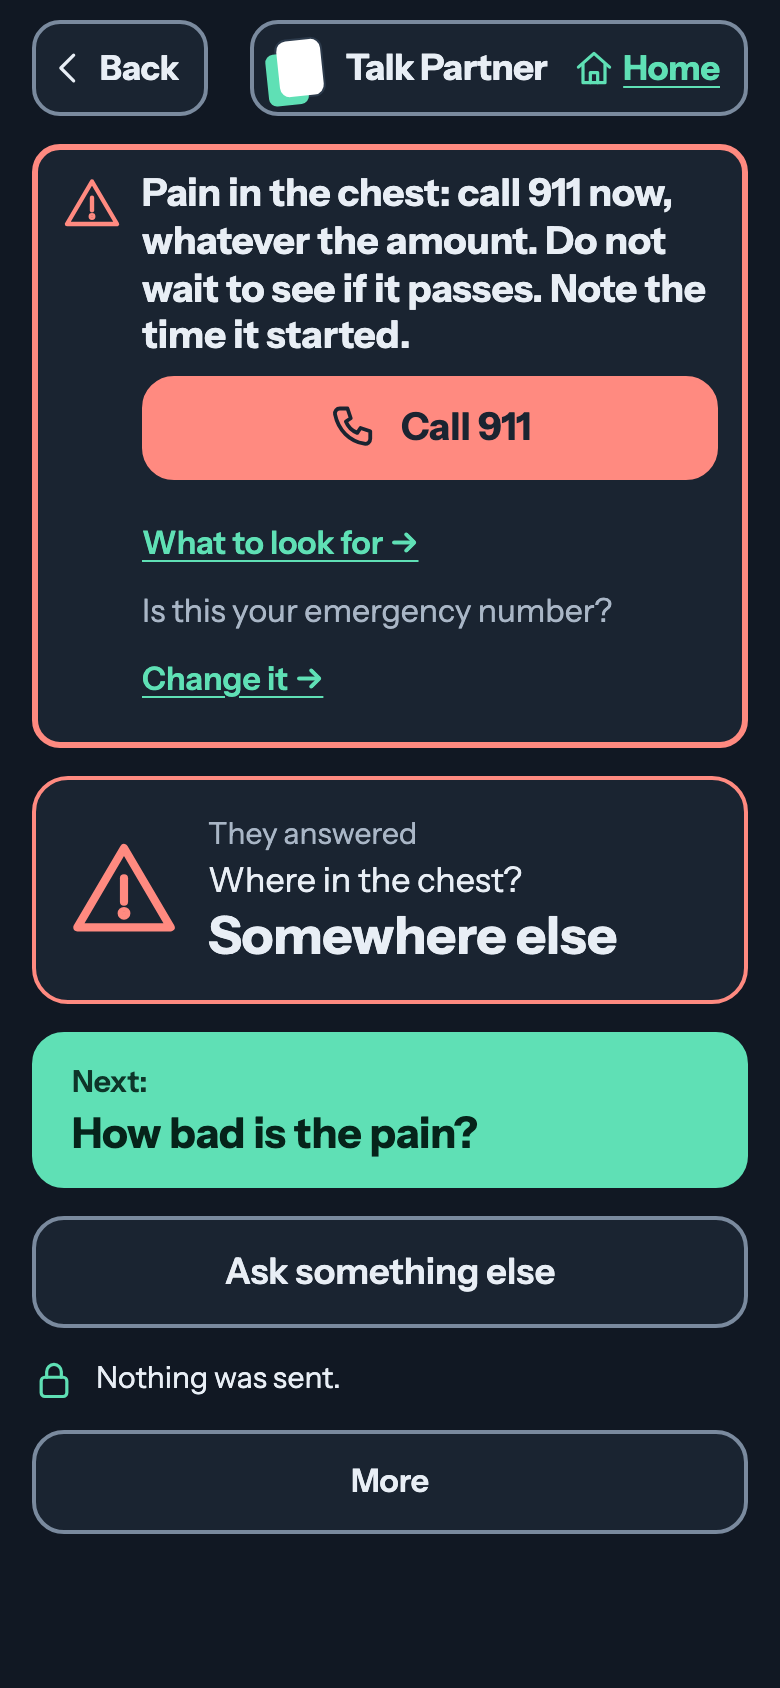 Back
Talk Partner
Home
Pain in the chest: call 911 now,
whatever the amount. Do not
wait to see if it passes. Note the
time it started.
Call 911
What to look for →
Is this your emergency number?
Change it →
They answered
Where in the chest?
Somewhere else
Next:
How bad is the pain?
Ask something else
Nothing was sent.
More